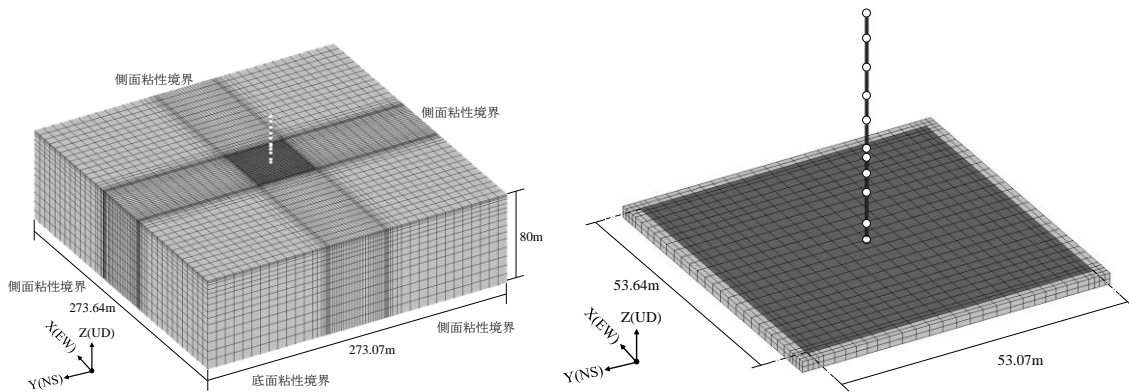 側面粘性境界
側面粘性境界
80m
側面粘性境界
273.64m
X(EW)
Z(UD)
Y(NS)
273.07m
側面粘性境界
底面粘性境界
53.64m
X(EW)
Z(UD)
Y(NS)
53.07m